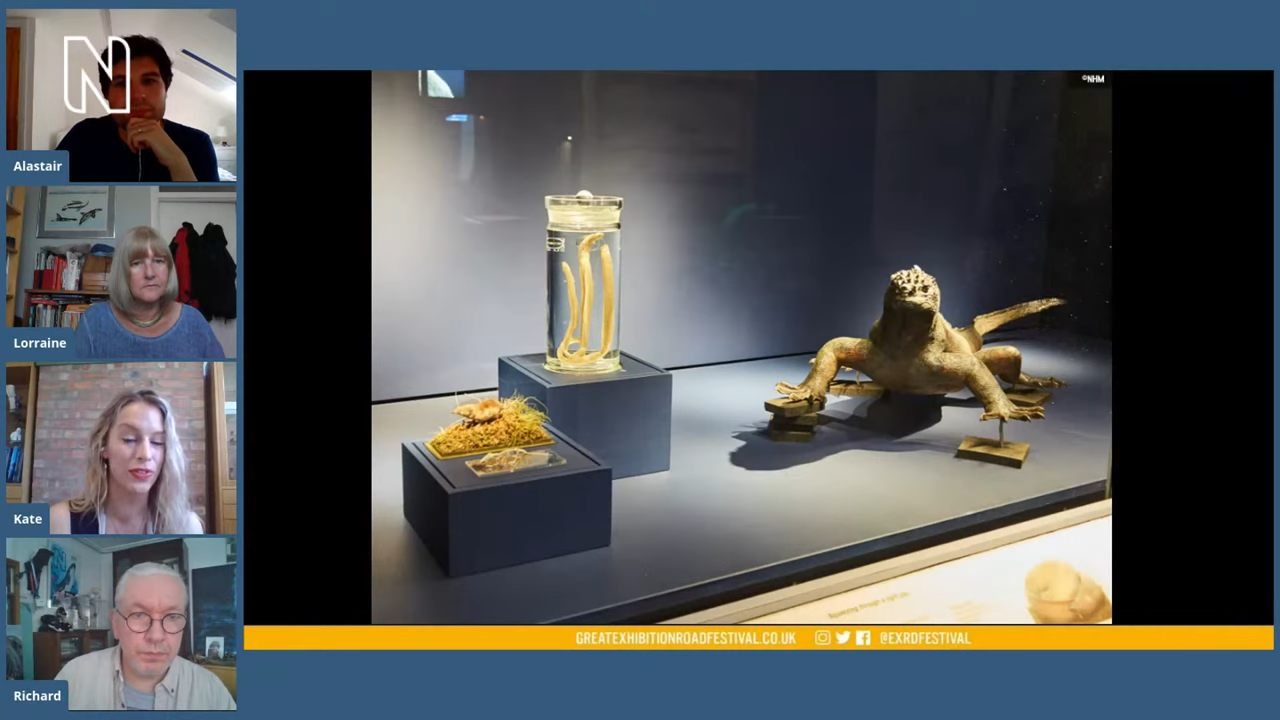 N
Alastair
Lorraine
Kate
Richard
©NHM
GREATEXHIBITIONROADFESTIVAL.CO.UK
@EXRDFESTIVAL